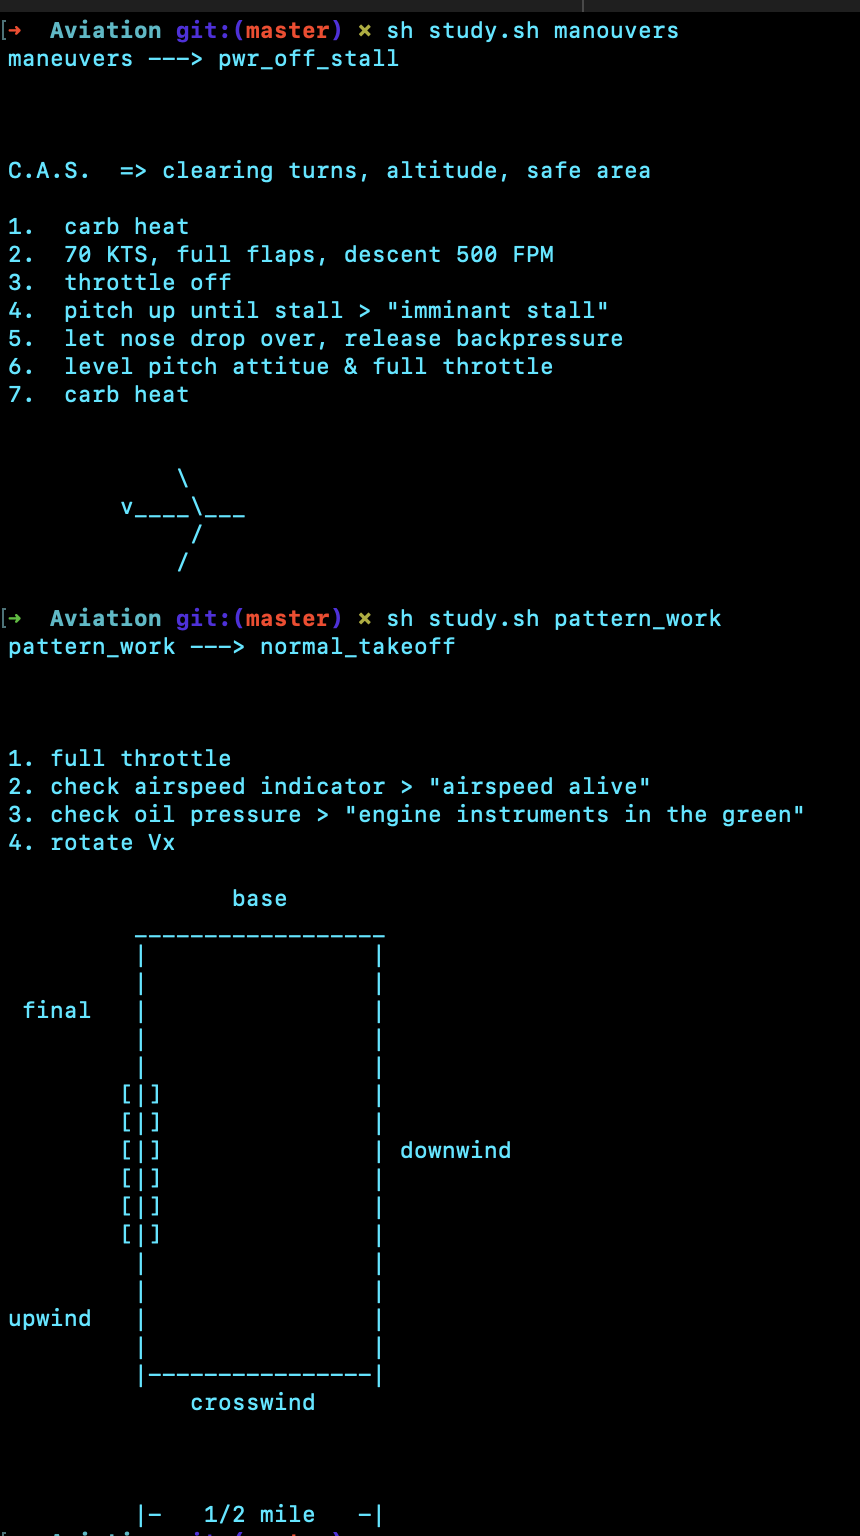 [→  Aviation git:(master) × sh study.sh manouvers
maneuvers ---> pwr_off_stall
C.A.S.  => clearing turns, altitude, safe area
1.  carb heat
2.  70 KTS, full flaps, descent 500 FPM
3.  throttle off
4.  pitch up until stall > "imminant stall"
5.  let nose drop over, release backpressure
6.  level pitch attitue & full throttle
7.  carb heat
[→  Aviation git:(master) × sh study.sh pattern_work
pattern_work ---> normal_takeoff
1. full throttle
2. check airspeed indicator > "airspeed alive"
3. check oil pressure > "engine instruments in the green"
4. rotate Vx
base
final
downwind
upwind
crosswind
|-   1/2 mile   -|